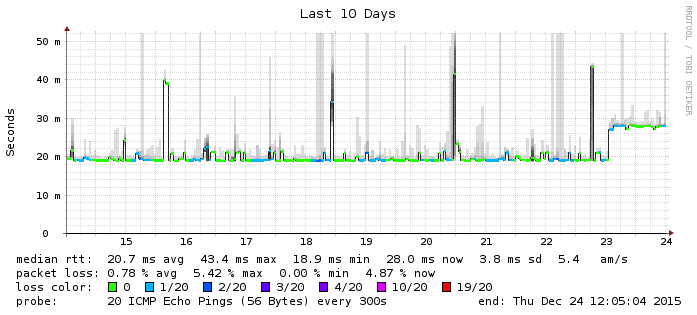 Last 10 Days
RRDTOOL / TOBI OETIKER
Seconds
50 m
40 m
30 m
20 m
10 m
0
15 16 17 18 19 20 21 22 23 24
median rtt: 20.7 ms avg 43.4 ms max 18.9 ms min 28.0 ms now 3.8 ms sd 5.4 am/s
packet loss: 0.78 % avg 5.42 % max 0.00 % min 4.87 % now
loss color: 0 1/20 2/20 3/20 4/20 10/20 19/20
probe: 20 ICMP Echo Pings (56 Bytes) every 300s end: Thu Dec 24 12:05:04 2015